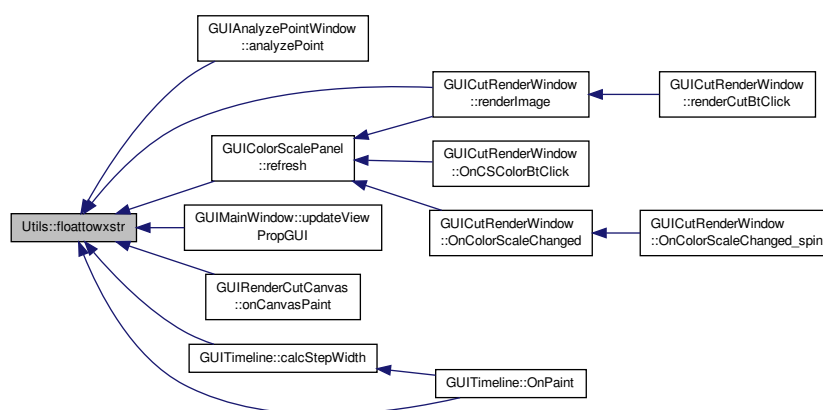 GUIAnalyzePointWindow
::analyzePoint
GUICutRenderWindow
::renderImage
GUICutRenderWindow
::renderCutBtClick
GUIColorScalePanel
::refresh
GUICutRenderWindow
::OnCSColorBtClick
Utils::floattowxstr
GUIMainWindow::updateView
PropGUI
GUICutRenderWindow
::OnColorScaleChanged
GUICutRenderWindow
::OnColorScaleChanged_spin
GUIRenderCutCanvas
::onCanvasPaint
GUITimeline::calcStepWidth
GUITimeline::OnPaint